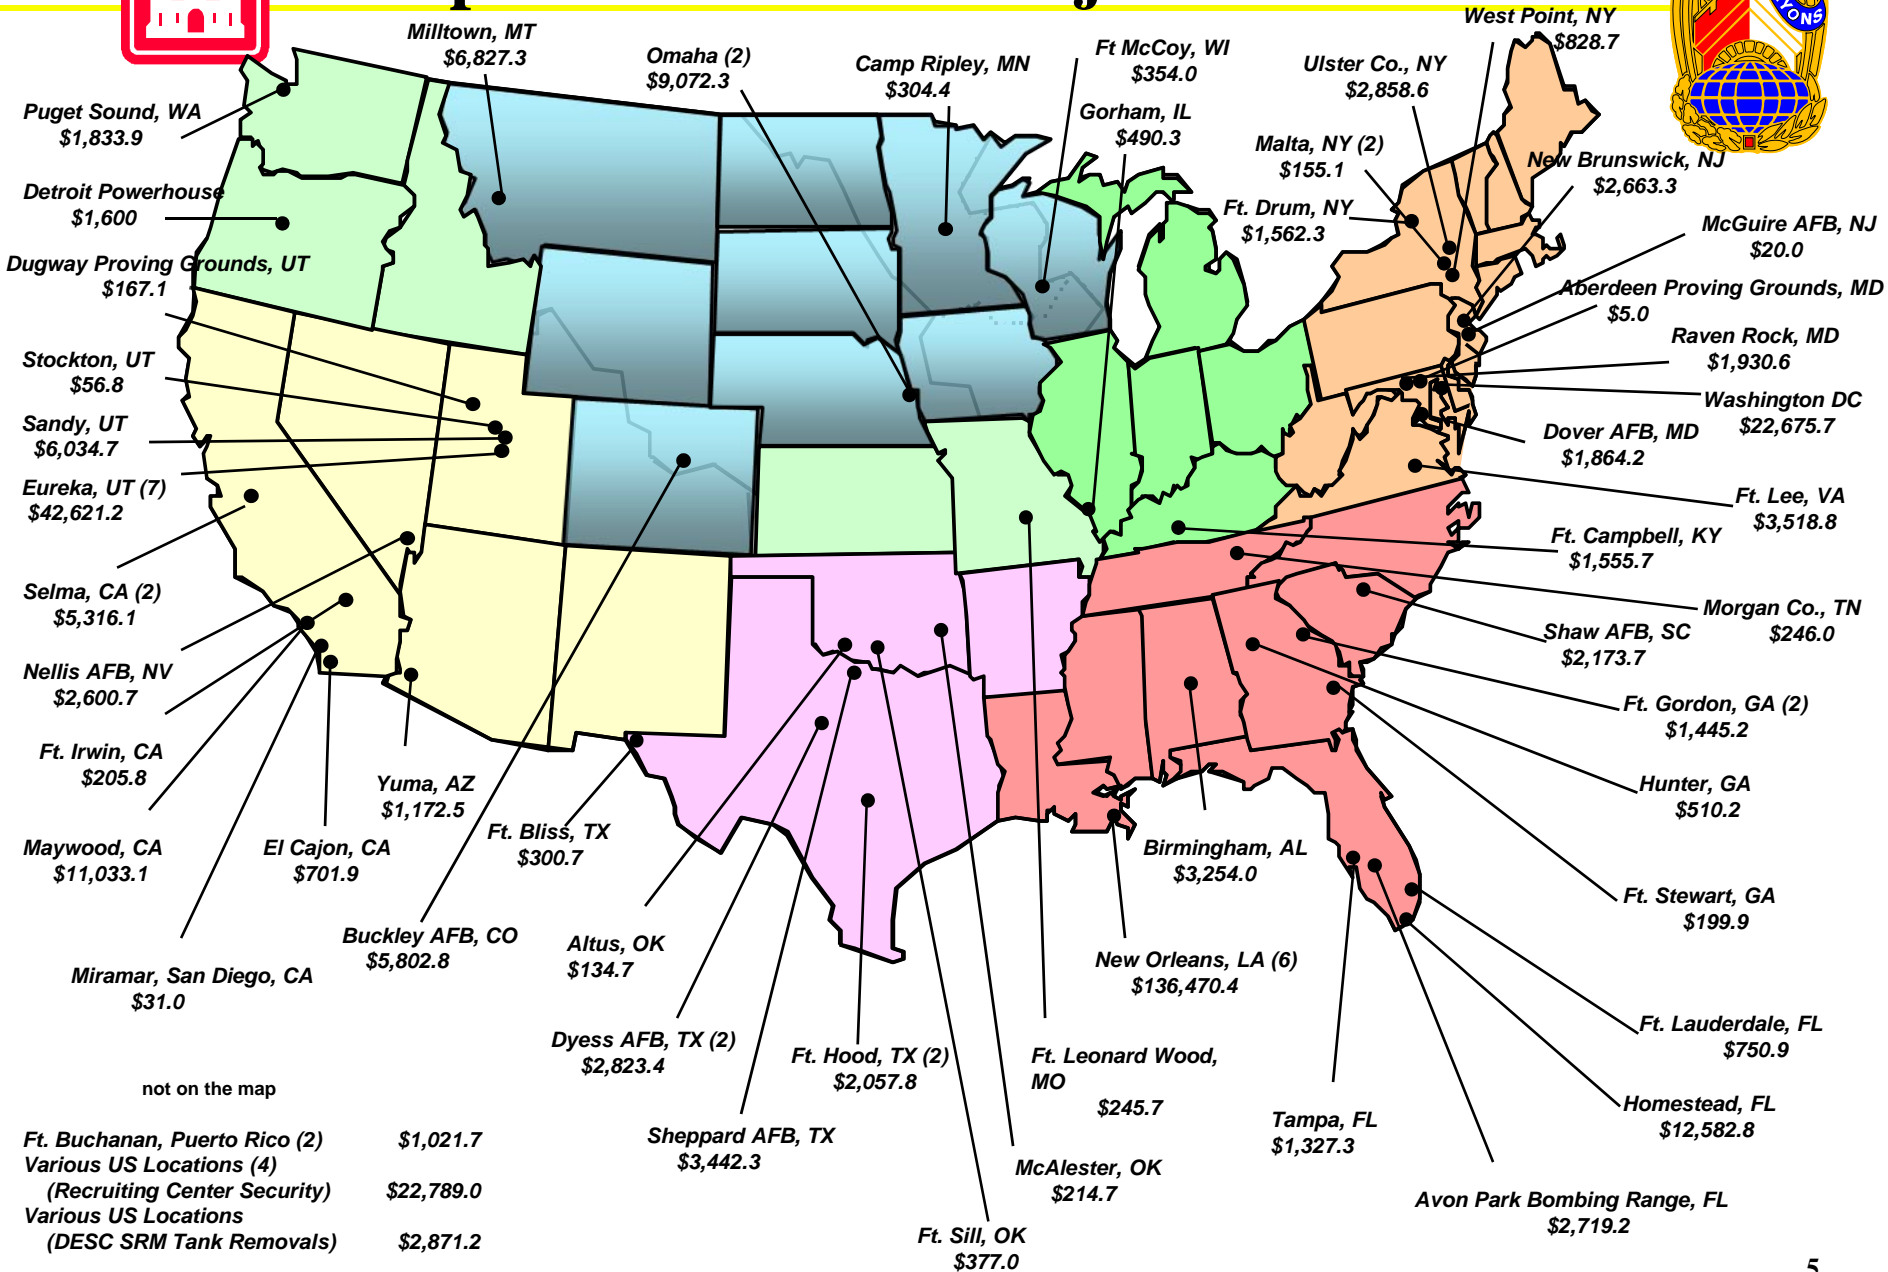 YONS
West Point, NY
$828.7
Milltown, MT
$6,827.3
Omaha (2)
$9,072.3
Camp Ripley, MN
$304.4
Ft McCoy, WI
$354.0
Ulster Co., NY
$2,858.6
Puget Sound, WA
$1,833.9
Gorham, IL
$490.3
Malta, NY (2)
$155.1
New Brunswick, NJ
$2,663.3
Detroit Powerhouse
$1,600
Ft. Drum, NY
$1,562.3
McGuire AFB, NJ
$20.0
Dugway Proving Grounds, UT
$167.1
Aberdeen Proving Grounds, MD
$5.0
Raven Rock, MD
$1,930.6
Stockton, UT
$56.8
Washington DC
$22,675.7
Sandy, UT
$6,034.7
Dover AFB, MD
$1,864.2
Eureka, UT (7)
$42,621.2
Ft. Lee, VA
$3,518.8
Ft. Campbell, KY
$1,555.7
Selma, CA (2)
$5,316.1
Morgan Co., TN
$246.0
Shaw AFB, SC
$2,173.7
Nellis AFB, NV
$2,600.7
Ft. Gordon, GA (2)
$1,445.2
Ft. Irwin, CA
$205.8
Yuma, AZ
$1,172.5
Hunter, GA
$510.2
Ft. Bliss, TX
$300.7
Maywood, CA
$11,033.1
El Cajon, CA
$701.9
Birmingham, AL
$3,254.0
Ft. Stewart, GA
$199.9
Buckley AFB, CO
$5,802.8
Altus, OK
$134.7
New Orleans, LA (6)
$136,470.4
Miramar, San Diego, CA
$31.0
Ft. Lauderdale, FL
$750.9
Dyess AFB, TX (2)
$2,823.4
Ft. Hood, TX (2)
$2,057.8
Ft. Leonard Wood,
MO
$245.7
Homestead, FL
$12,582.8
Tampa, FL
$1,327.3
Sheppard AFB, TX
$3,442.3
McAlester, OK
$214.7
Avon Park Bombing Range, FL
$2,719.2
Ft. Sill, OK
$377.0
not on the map
Ft. Buchanan, Puerto Rico (2) $1,021.7
Various US Locations (4)
(Recruiting Center Security) $22,789.0
Various US Locations
(DESC SRM Tank Removals) $2,871.2
5